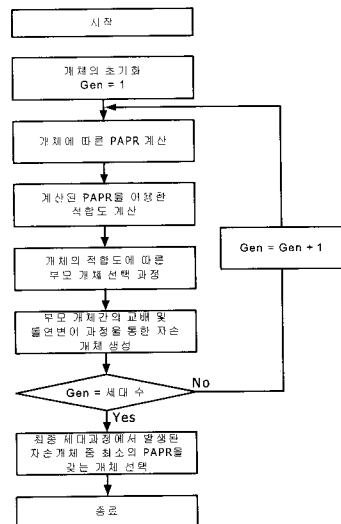 시작
개체의 초기화
Gen = 1
개체에 따른 PAPR 계산
계산된 PAPR을 이용한
적합도 계산
개체의 적합도에 따른
부모 개체 선택 과정
Gen = Gen + 1
부모 개체간의 교배 및
돌연변이 과정을 통한 자손
개체 생성
Gen = 세대 수
No
Yes
최종 세대과정에서 발생된
자손개체 중 최소의 PAPR을
갖는 개체 선택
종료